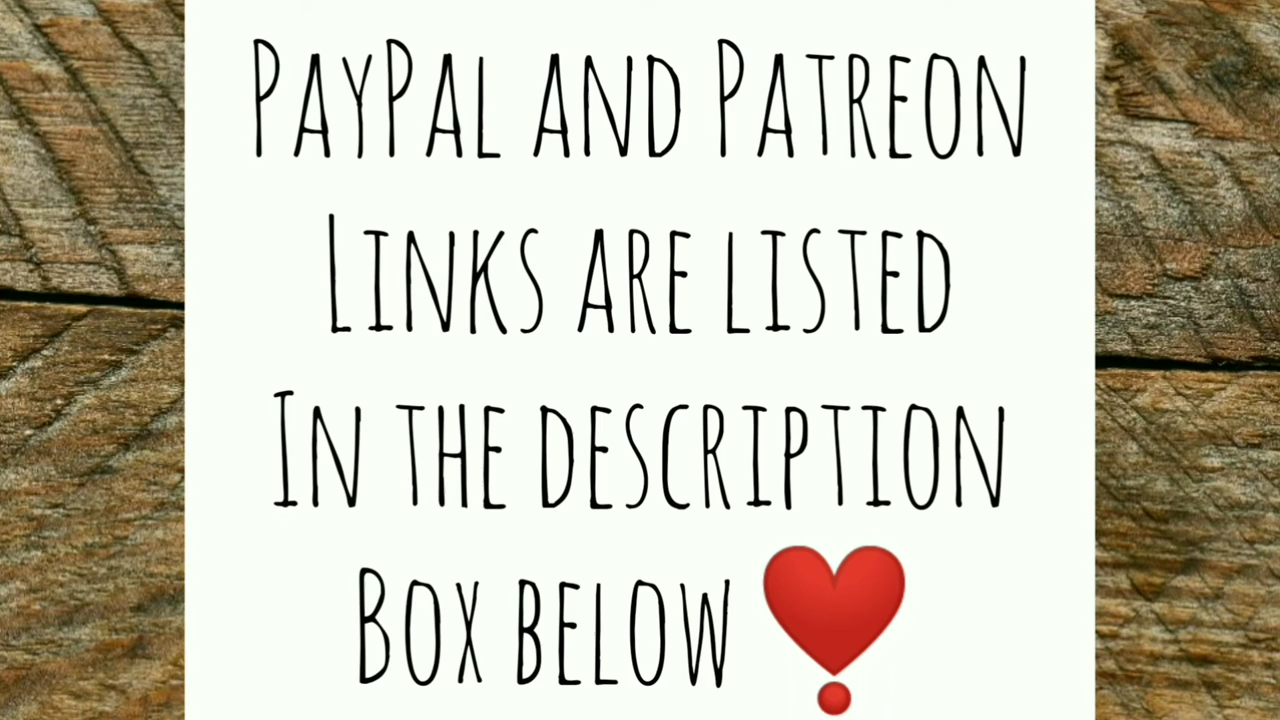 PayPal and Patreon
Links are listed
In the description
Box below ❣